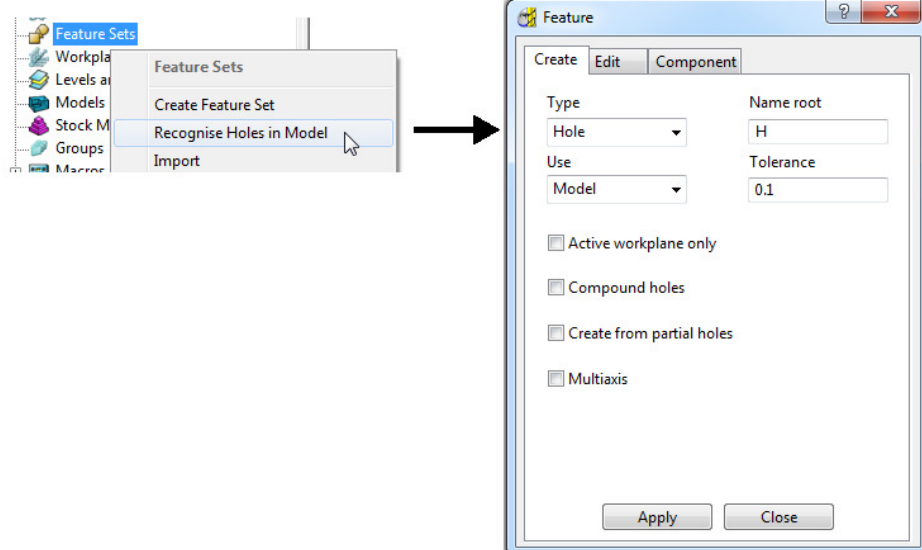 Feature Sets
Workpla
Levels ar
Models
Stock M
Groups
Macros
Feature Sets
Create Feature Set
Recognise Holes in Model
Import
Feature
?
X
Create
Edit
Component
Type
Name root
Hole
H
Use
Tolerance
Model
0.1
Active workplane only
Compound holes
Create from partial holes
Multiaxis
Apply
Close